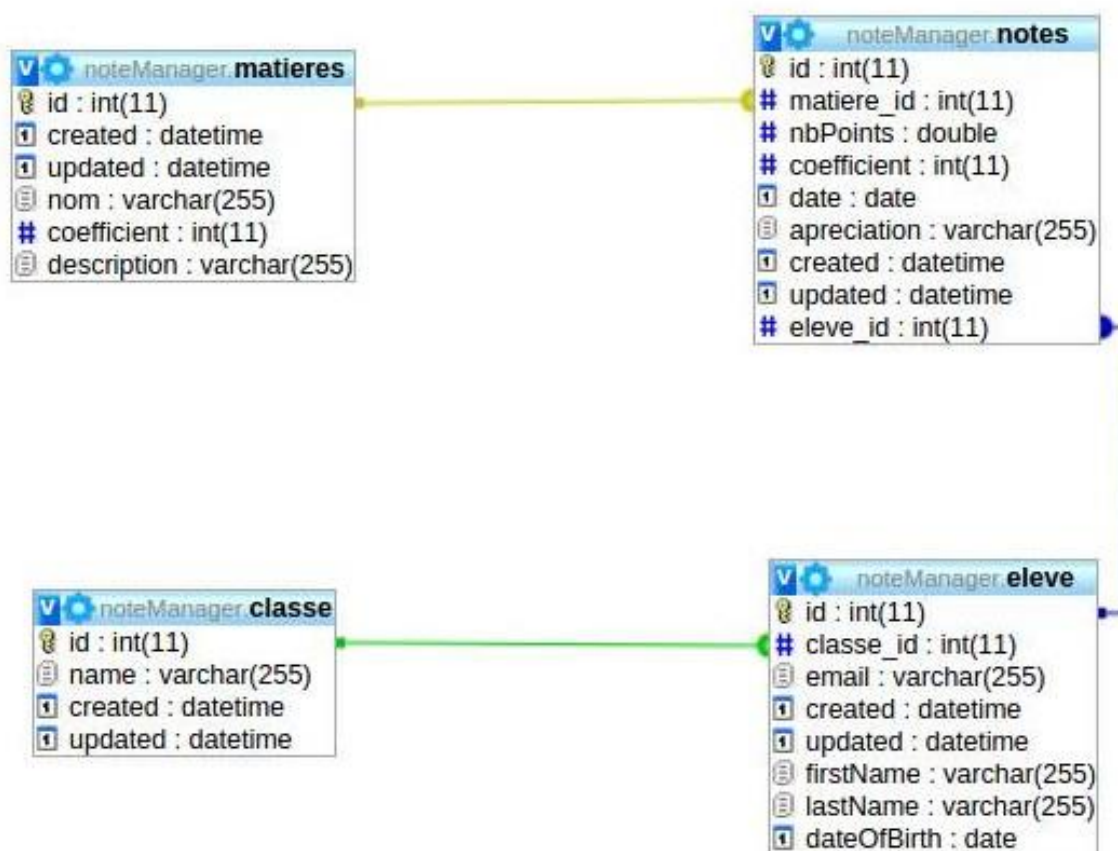 noteManager.matieres
id : int(11)
created : datetime
updated : datetime
nom : varchar(255)
coefficient : int(11)
description : varchar(255)
noteManager.notes
id : int(11)
matiere_id : int(11)
nbPoints : double
coefficient : int(11)
date : date
apreciation : varchar(255)
created : datetime
updated : datetime
eleve_id : int(11)
noteManager.classe
id : int(11)
name : varchar(255)
created : datetime
updated : datetime
noteManager.eleve
id : int(11)
classe_id : int(11)
email : varchar(255)
created : datetime
updated : datetime
firstName : varchar(255)
lastName : varchar(255)
dateOfBirth : date